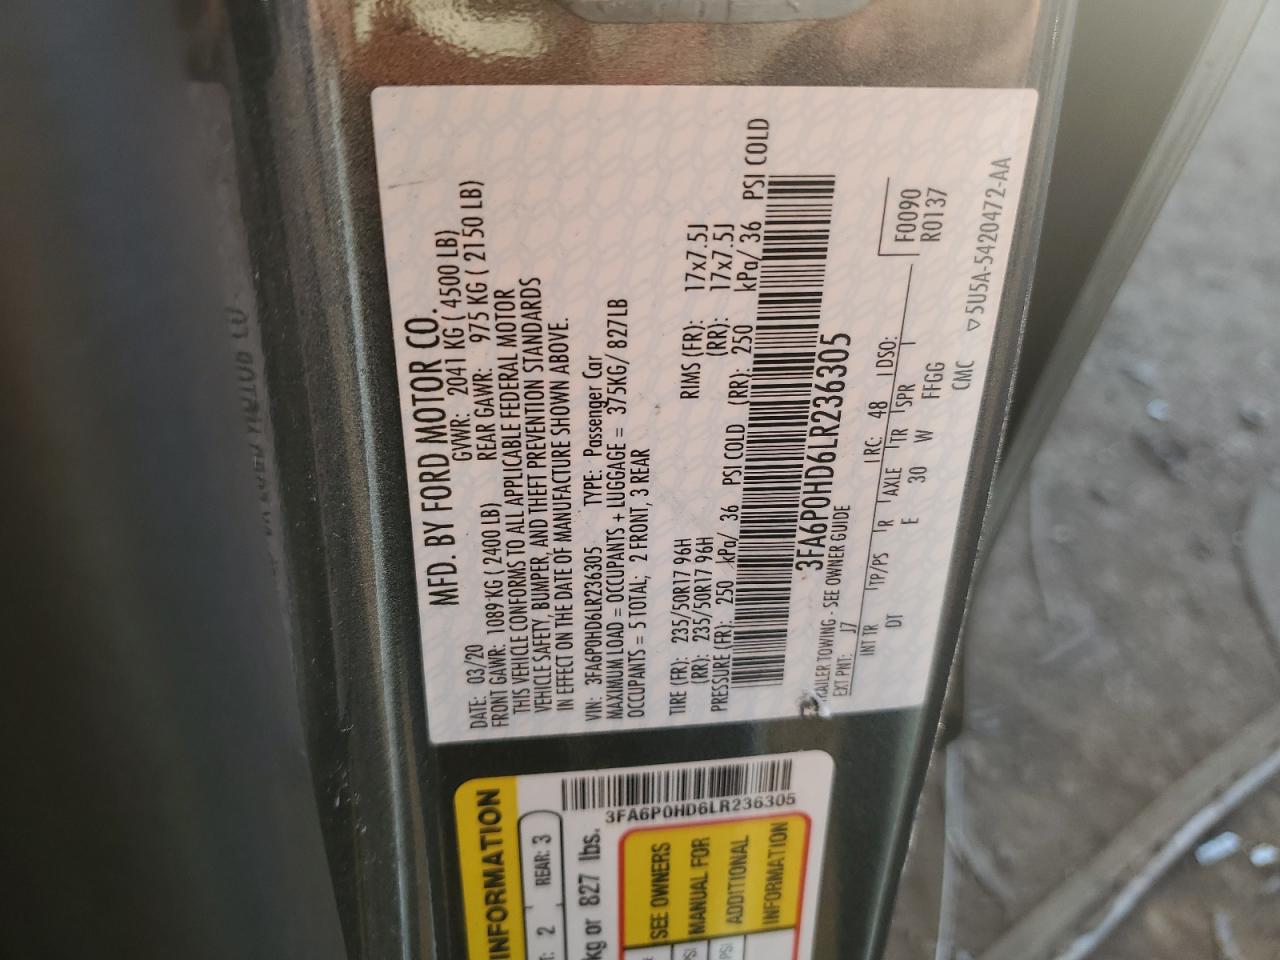 MFD. BY FORD MOTOR CO.
DATE: 03/20 GVWR: 2041 KG ( 4500 LB)
FRONT GAWR: 1089 KG ( 2400 LB) REAR GAWR: 975 KG ( 2150 LB)
THIS VEHICLE CONFORMS TO ALL APPLICABLE FEDERAL MOTOR
VEHICLE SAFETY, BUMPER, AND THEFT PREVENTION STANDARDS
IN EFFECT ON THE DATE OF MANUFACTURE SHOWN ABOVE.
VIN: 3FA6P0HD6LR236305 TYPE: Passenger Car
MAXIMUM LOAD = OCCUPANTS + LUGGAGE = 375KG/ 827LB
OCCUPANTS = 5 TOTAL; 2 FRONT, 3 REAR
TIRE (FR): 235/50R17 96H RIMS (FR): 17x7.5J
(RR): 235/50R17 96H (RR): 17x7.5J
PRESSURE (FR): 250 kPa/ 36 PSI COLD (RR): 250 kPa/ 36 PSI COLD
3FA6P0HD6LR236305
TRAILER TOWING - SEE OWNER GUIDE
EXT PNT: J7 RC: 48 DSO: F0090
INT TR TP/PS R AXLE TR SPR R0137
DT E 30 W FFGG
CMC
5U5A-5420472-AA
INFORMATION
2 REAR: 3
kg or 827 lbs.
3FA6P0HD6LR236305
SEE OWNERS
MANUAL FOR
ADDITIONAL
INFORMATION